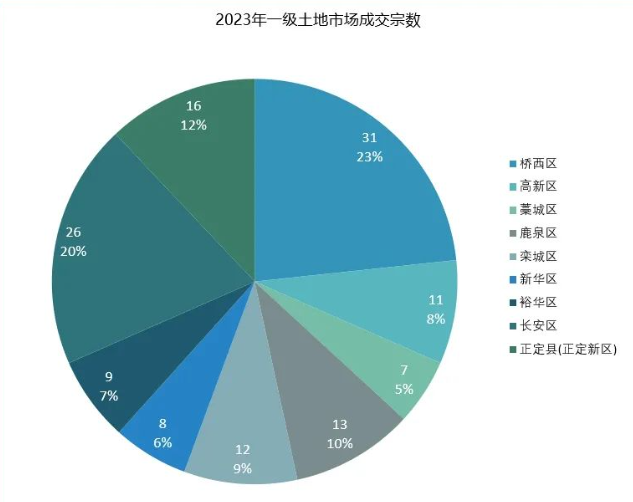 2023年一级土地市场成交宗数
31
23%
11
8%
7
5%
13
10%
12
9%
8
6%
9
7%
26
20%
16
12%
桥西区
高新区
藁城区
鹿泉区
栾城区
新华区
裕华区
长安区
正定县(正定新区)